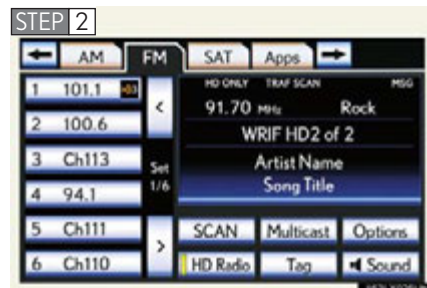 STEP 2
AM FM SAT Apps
1 101.1
2 100.6
3 Ch113
4 94.1
5 Ch111
6 Ch110
<
Set
1/6
>
HD ONLY TRAF SCAN MSG
91.70 MHz Rock
WRIF HD2 of 2
Artist Name
Song Title
SCAN Multicast Options
HD Radio Tag Sound